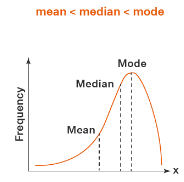 mean < median < mode
Mode
Median
Mean
Frequency
x